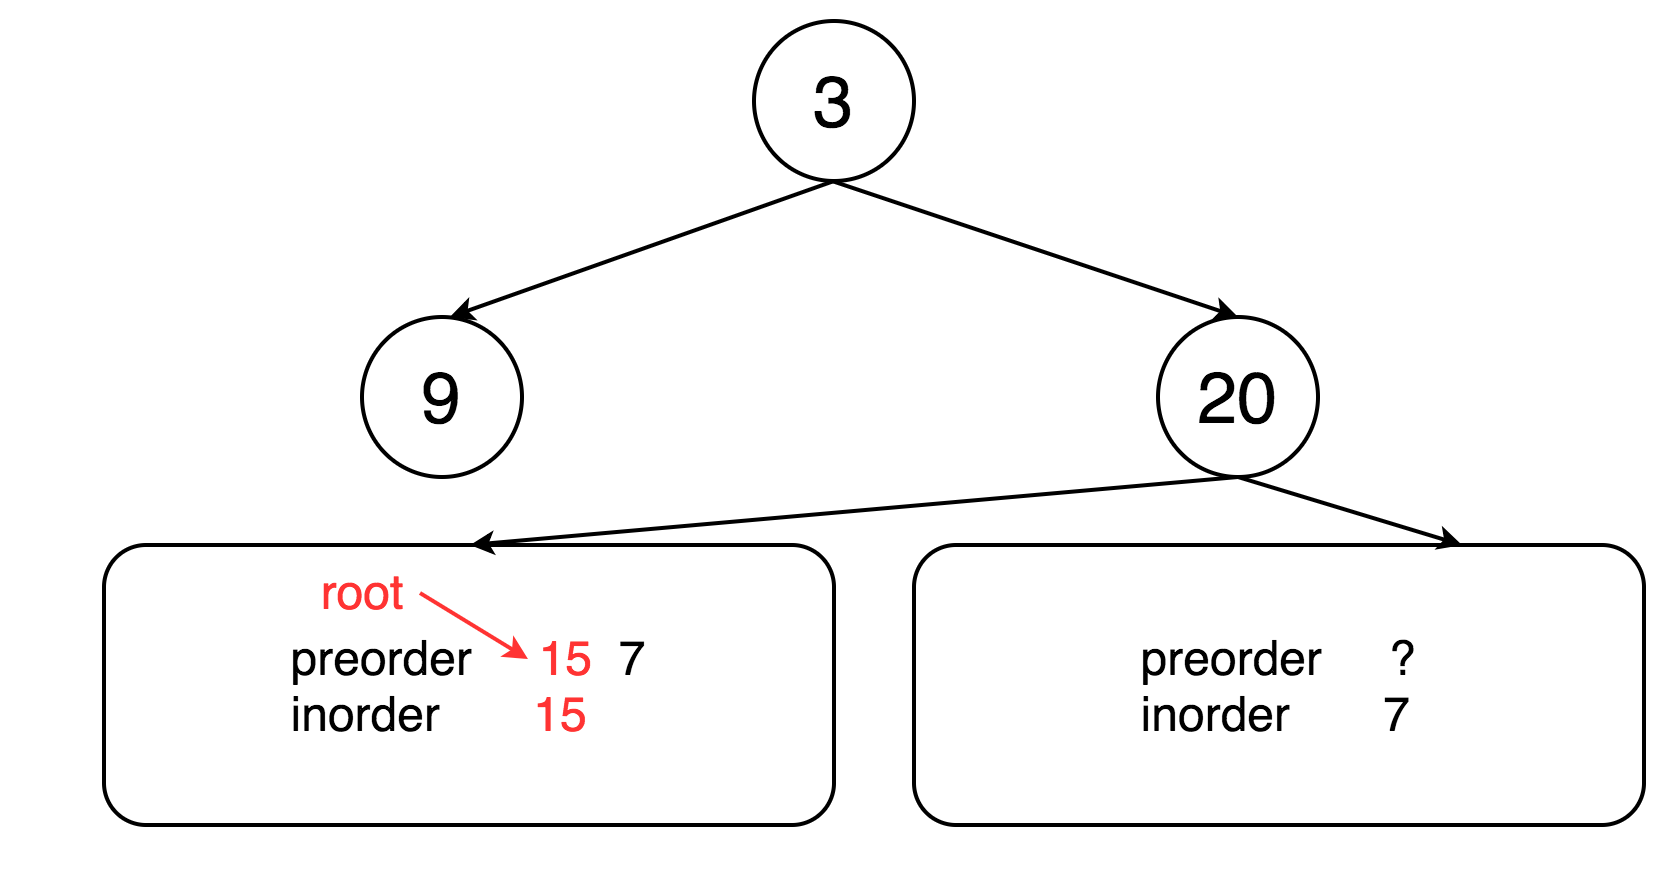 3
9
20
root
preorder 15 7
inorder 15
preorder ?
inorder 7